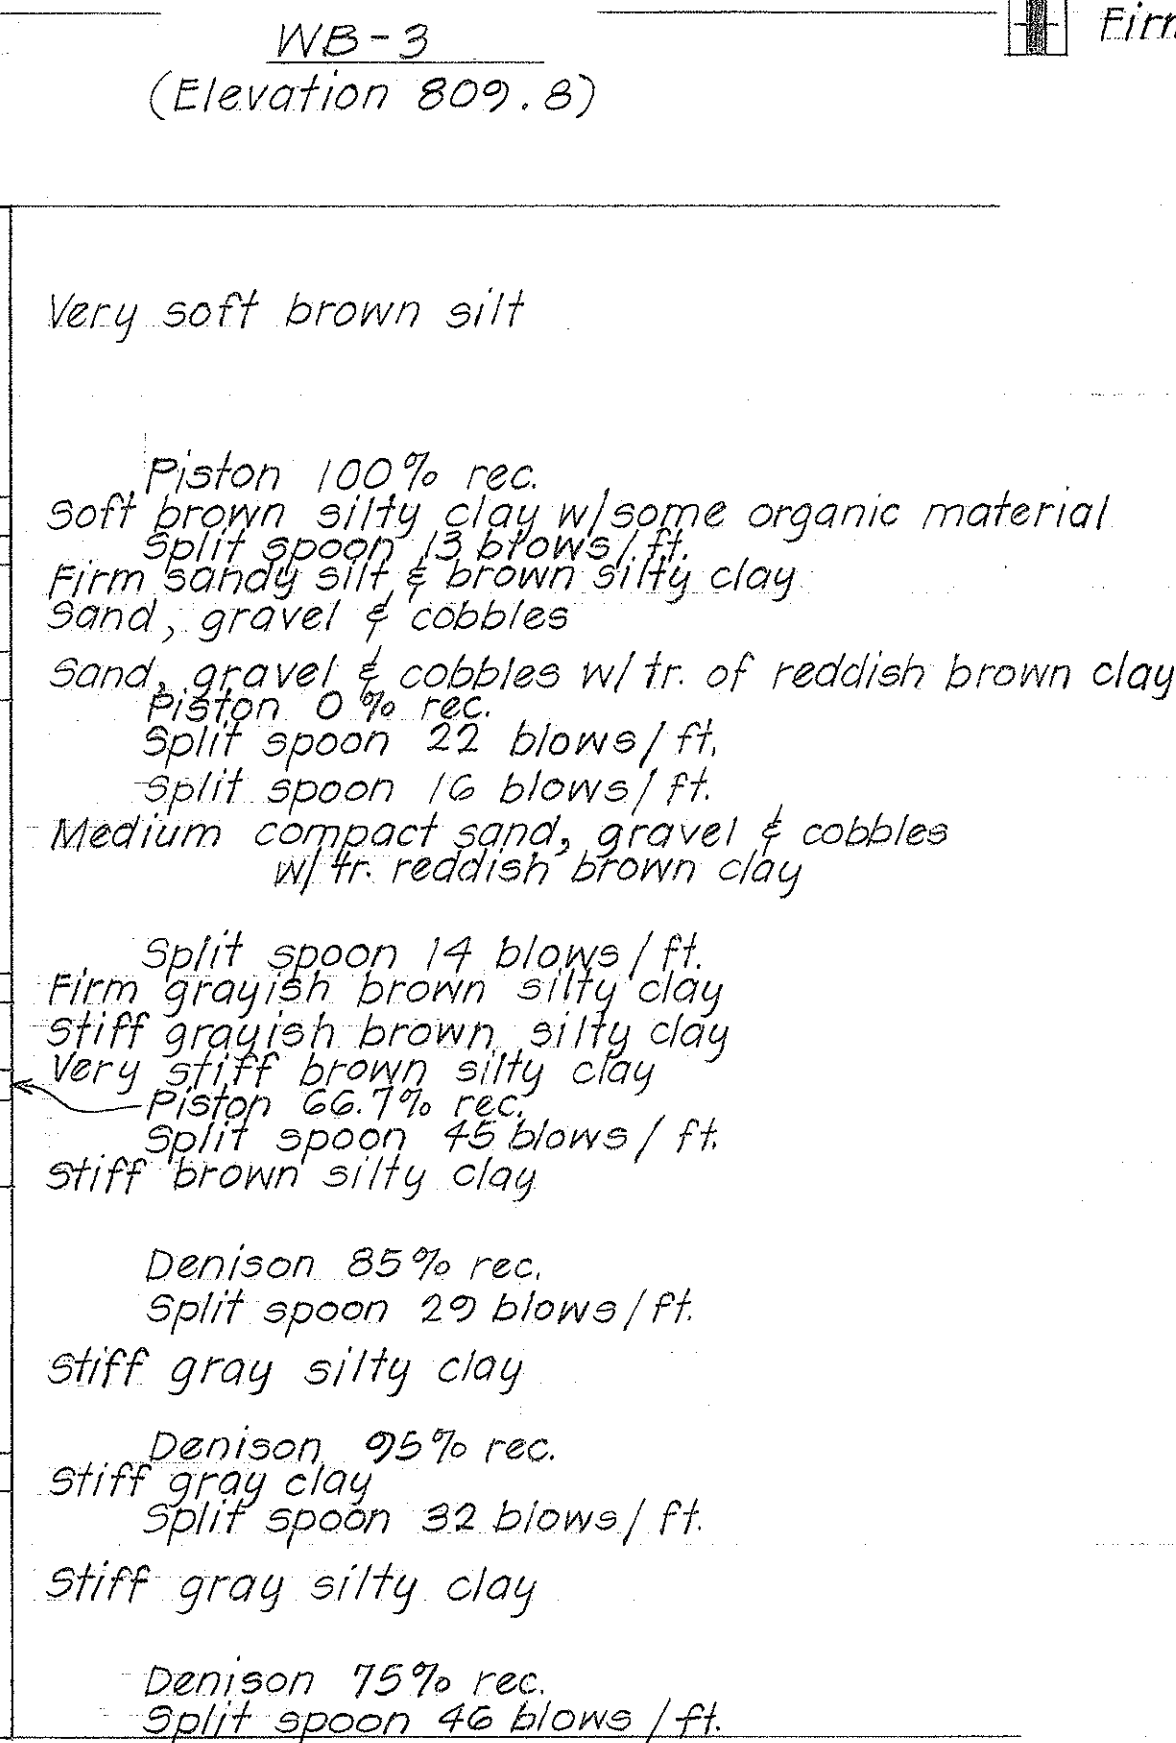 WB-3
Firm
(Elevation 809.8)
Very soft brown silt
Piston 100% rec.
Soft brown silty clay w/some organic material
Split spoon 13 blows/ft.
Firm sandy silt & brown silty clay
Sand, gravel & cobbles
Sand, gravel & cobbles w/tr. of reddish brown clay
Piston 0% rec.
Split spoon 22 blows/ft.
Split spoon 16 blows/ft.
Medium compact sand, gravel & cobbles
w/tr. reddish brown clay
Split spoon 14 blows/ft.
Firm grayish brown silty clay
Stiff grayish brown silty clay
Very stiff brown silty clay
Piston 66.7% rec.
Split spoon 45 blows/ft.
Stiff brown silty clay
Denison 85% rec.
Split spoon 29 blows/ft.
Stiff gray silty clay
Denison 95% rec.
Stiff gray clay
Split spoon 32 blows/ft.
Stiff gray silty clay
Denison 75% rec.
Split spoon 46 blows/ft.